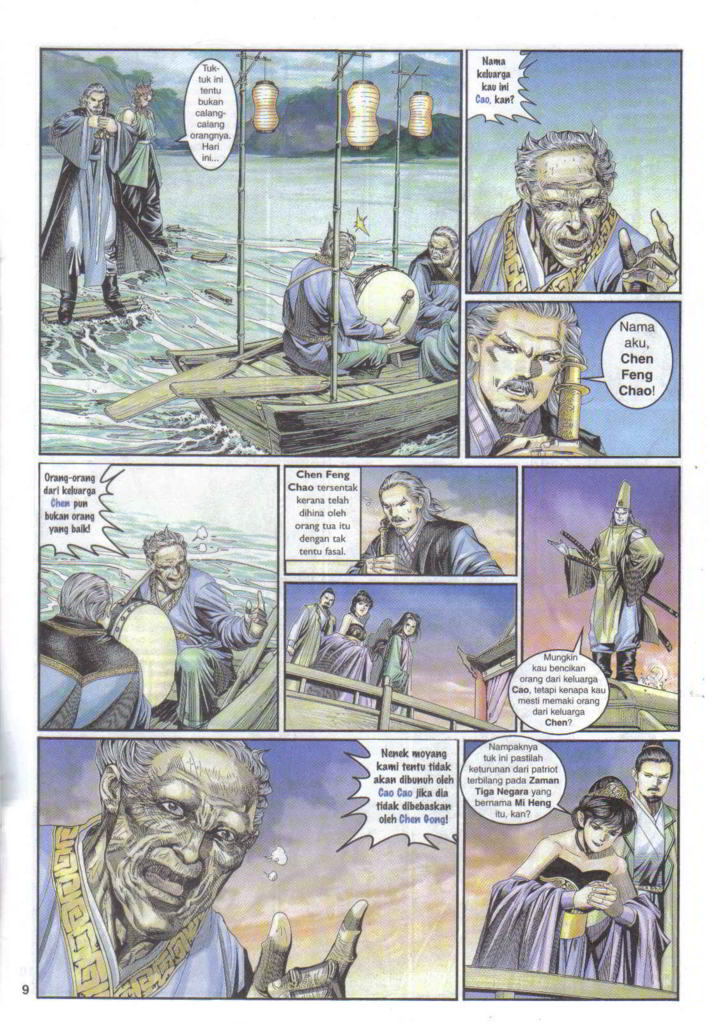 Tuk-
tuk ini
tentu
bukan
calang-
calang
orangnya.
Hari
ini...
Nama
keluarga
kau ini
Cao, kan?
Nama
aku,
Chen
Feng
Chao!
Orang-orang
dari keluarga
Chen pun
bukan orang
yang baik!
Chen Feng
Chao tersentak
kerana telah
dihina oleh
orang tua itu
dengan tak
tentu fasal.
Mungkin
kau bencikan
orang dari keluarga
Cao, tetapi kenapa kau
mesti memaki orang
dari keluarga
Chen?
Nenek moyang
kami tentu tidak
akan dibunuh oleh
Cao Cao jika dia
tidak dibebaskan
oleh Chen Gong!
Nampaknya
tuk ini pastilah
keturunan dari patriot
terbilang pada Zaman
Tiga Negara yang
bernama Mi Heng
itu, kan?
9